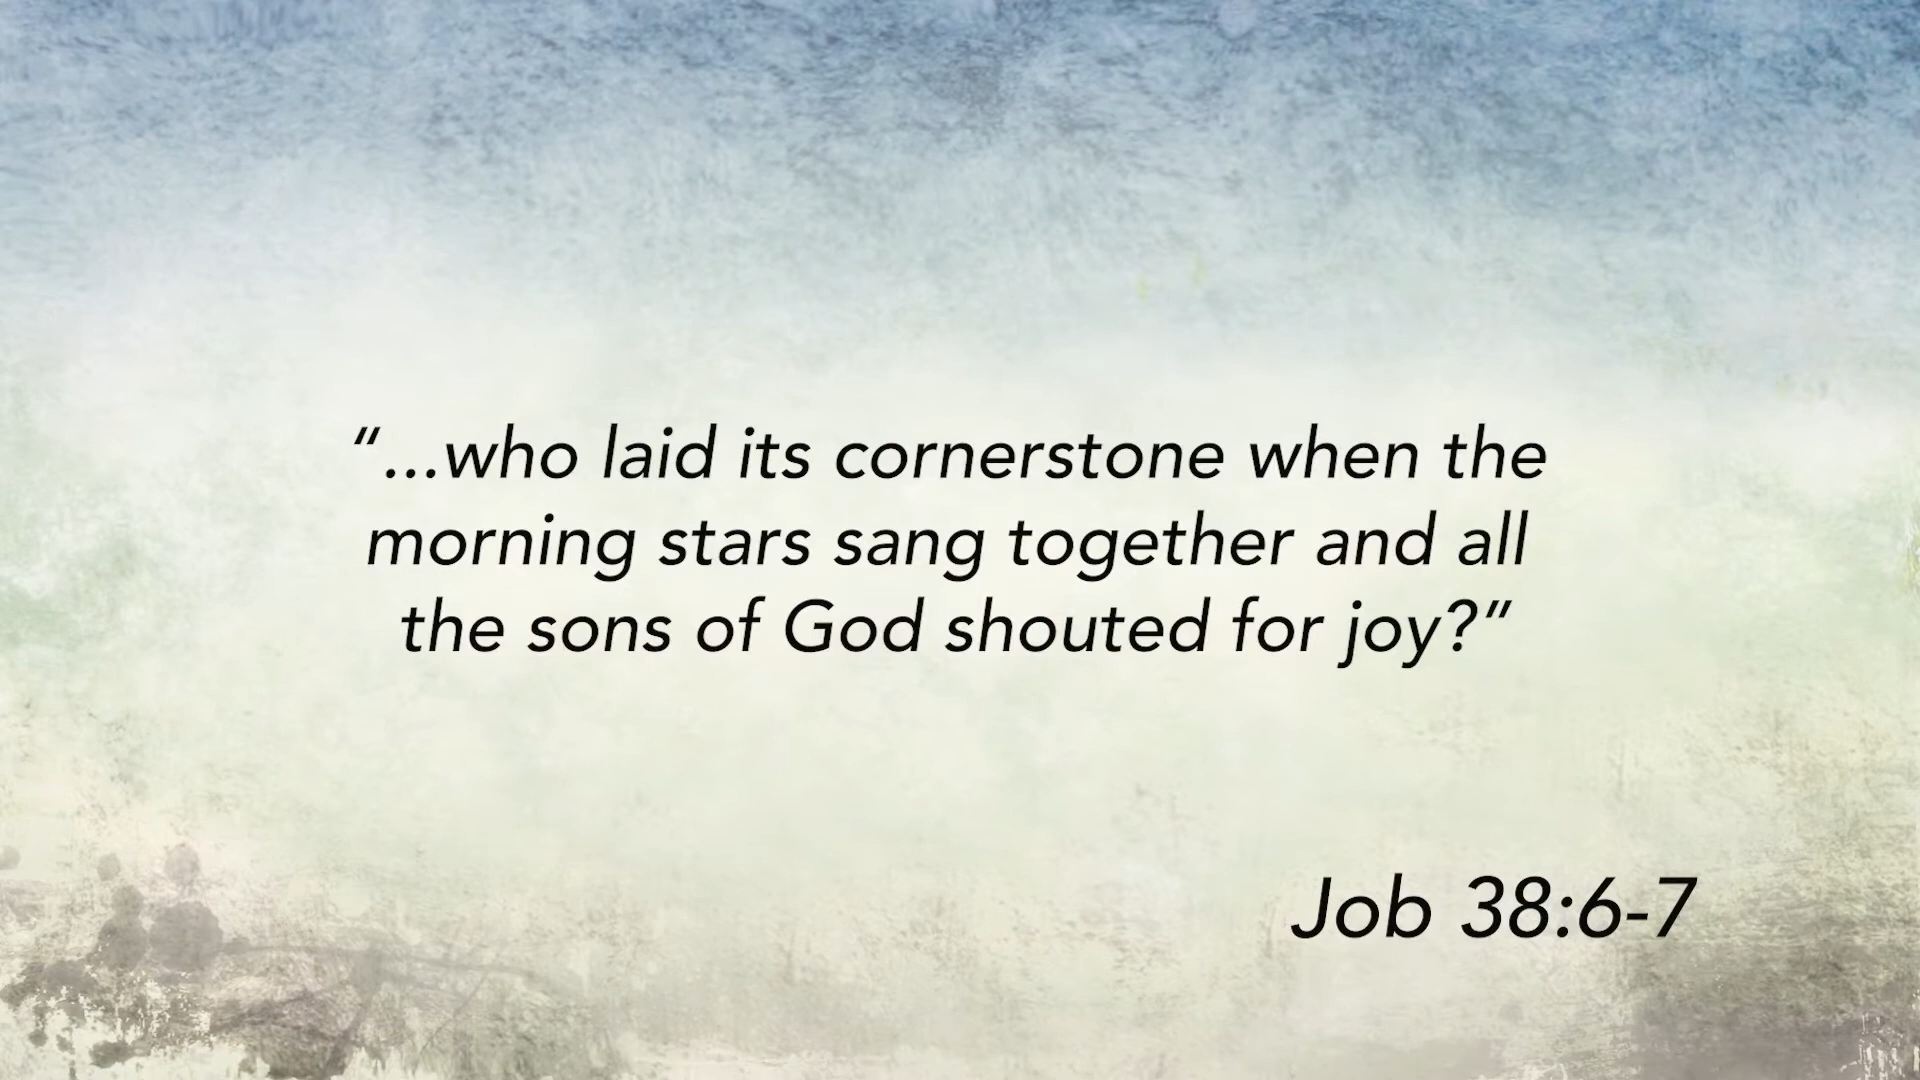 “...who laid its cornerstone when the
morning stars sang together and all
the sons of God shouted for joy?”
Job 38:6-7